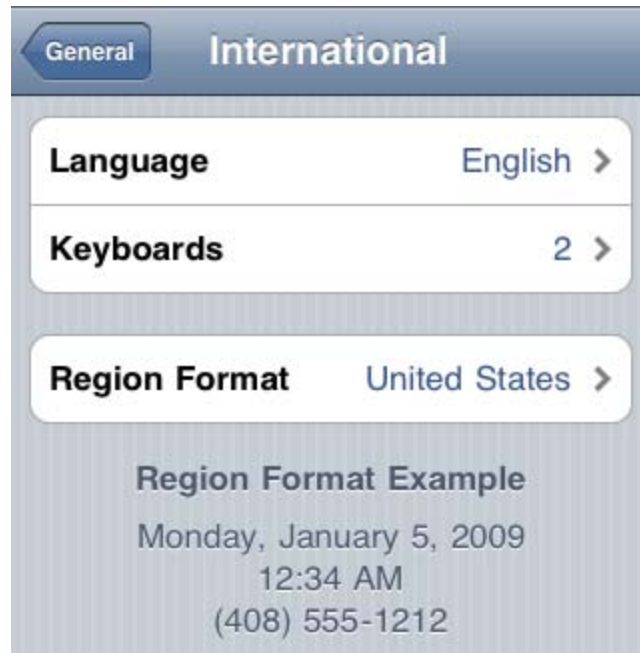 General International
Language English
Keyboards 2
Region Format United States
Region Format Example
Monday, January 5, 2009
12:34 AM
(408) 555-1212